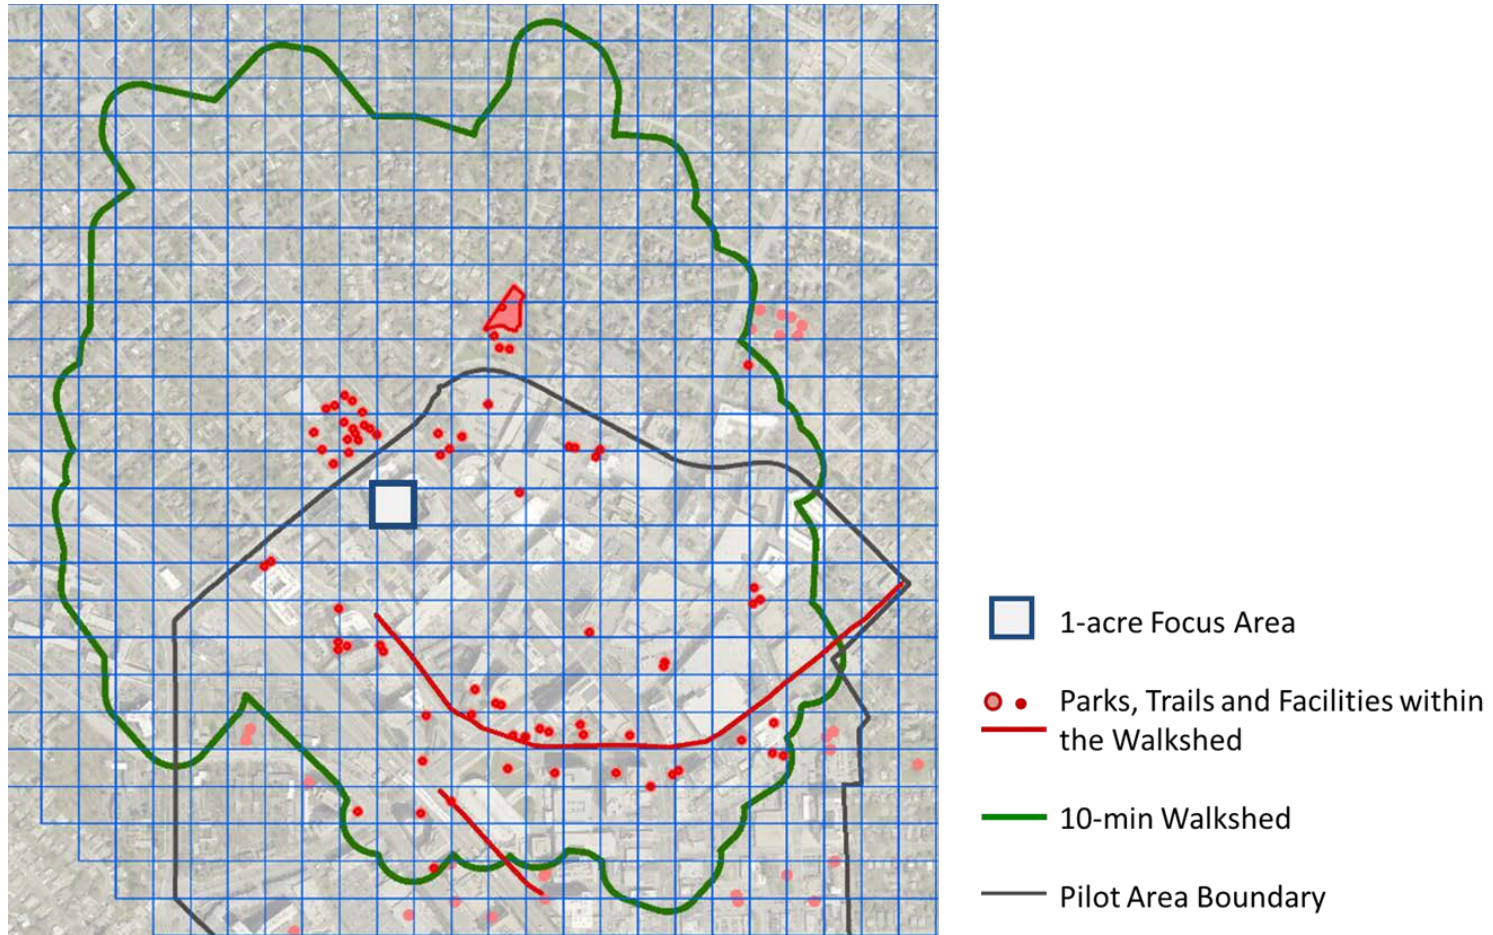 1-acre Focus Area
Parks, Trails and Facilities within
the Walkshed
10-min Walkshed
Pilot Area Boundary